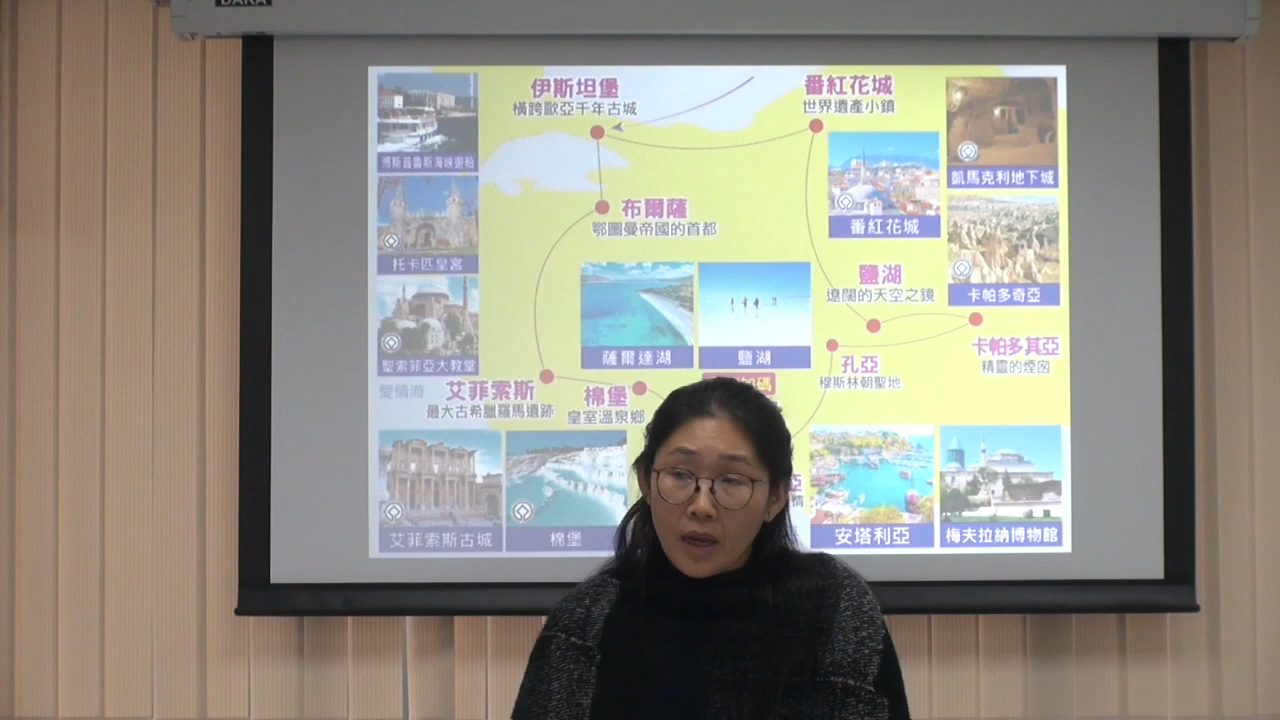 DARA
伊斯坦堡
橫跨歐亞千年古城
番紅花城
世界遺產小鎮
博斯普魯斯海峽遊船
凱馬克利地下城
布爾薩
鄂圖曼帝國的首都
番紅花城
托卡匹皇宮
鹽湖
遼闊的天空之鏡
卡帕多奇亞
薩爾達湖
鹽湖
聖索菲亞大教堂
孔亞
穆斯林朝聖地
卡帕多其亞
精靈的煙囪
愛情海
艾菲索斯
最大古希臘羅馬遺跡
棉堡
皇室溫泉鄉
加碼
亞
情
艾菲索斯古城
棉堡
安塔利亞
梅夫拉納博物館